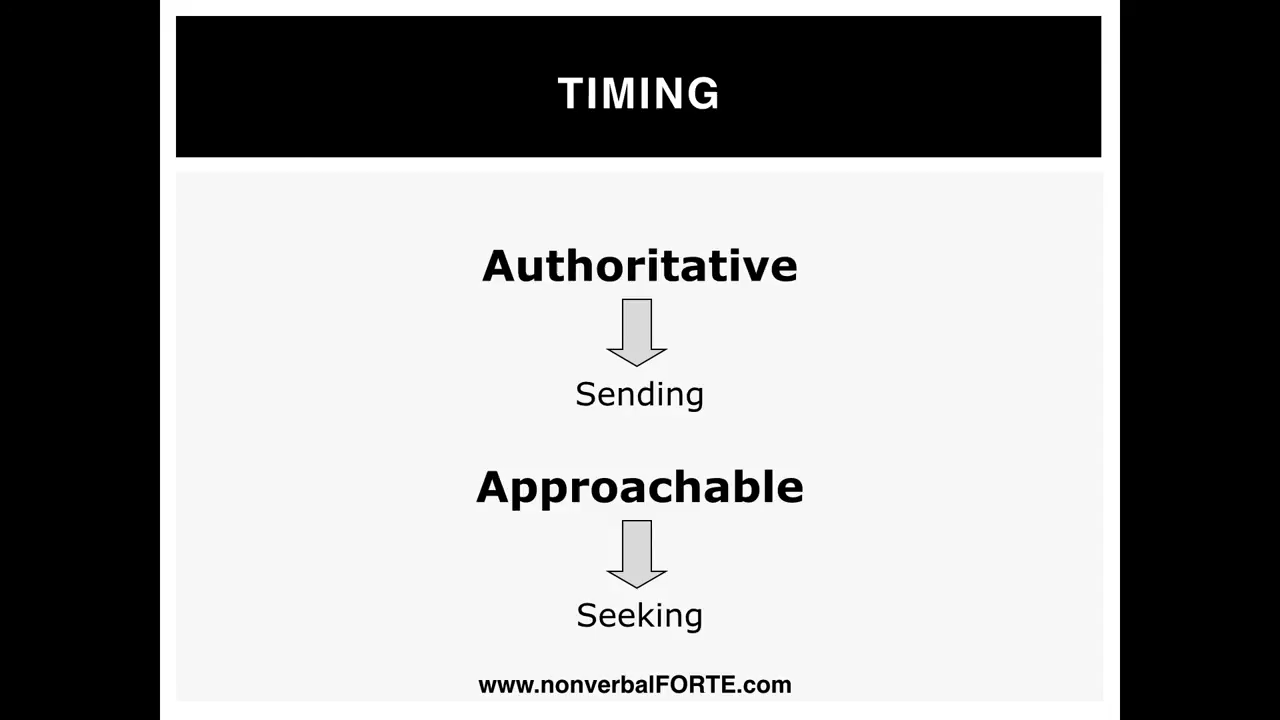 TIMING
Authoritative
Sending
Approachable
Seeking
www.nonverbalFORTE.com